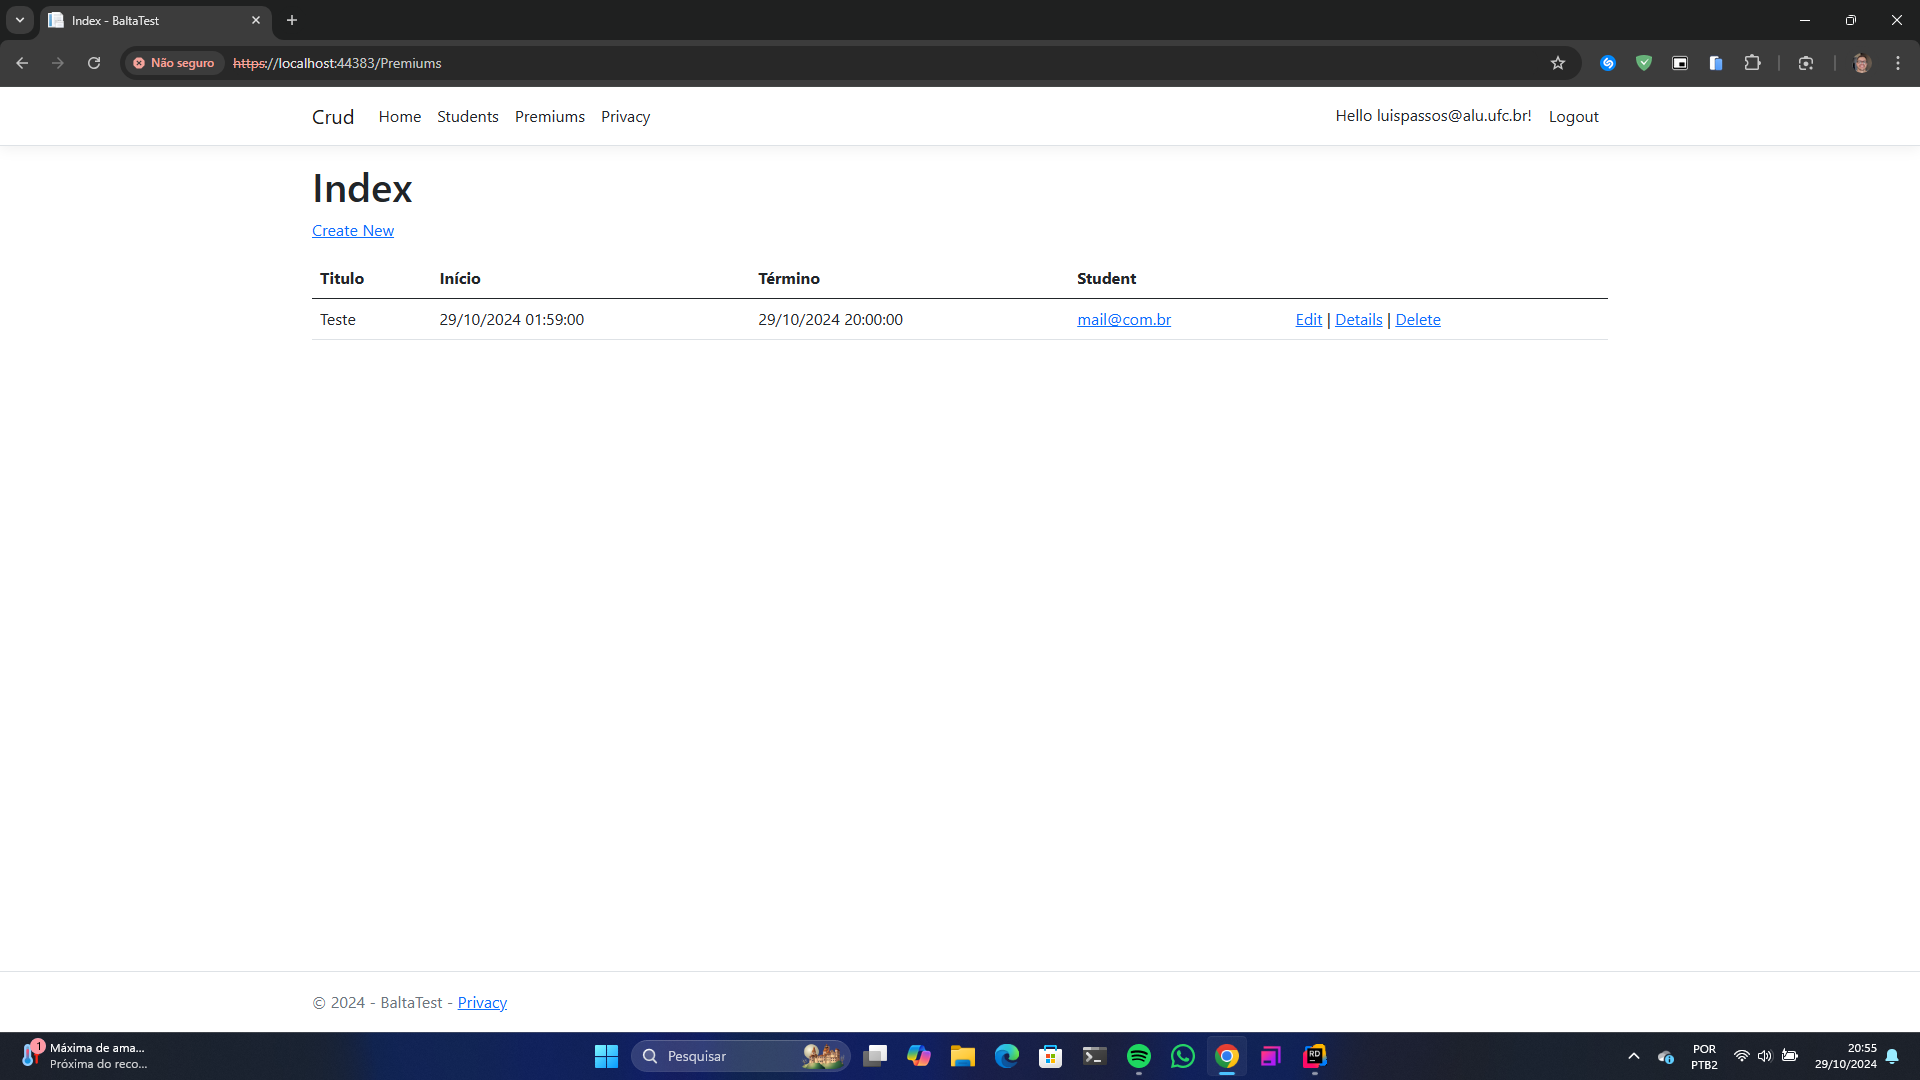 Index - BaltaTest
Não seguro https://localhost:44383/Premiums
Crud Home Students Premiums Privacy Hello luispassos@alu.ufc.br! Logout
Index
Create New
Titulo Início Término Student
Teste 29/10/2024 01:59:00 29/10/2024 20:00:00 mail@com.br Edit | Details | Delete
© 2024 - BaltaTest - Privacy
1 Máxima de ama...
Próxima do reco...
Pesquisar
RD
POR
PTB2
20:55
29/10/2024